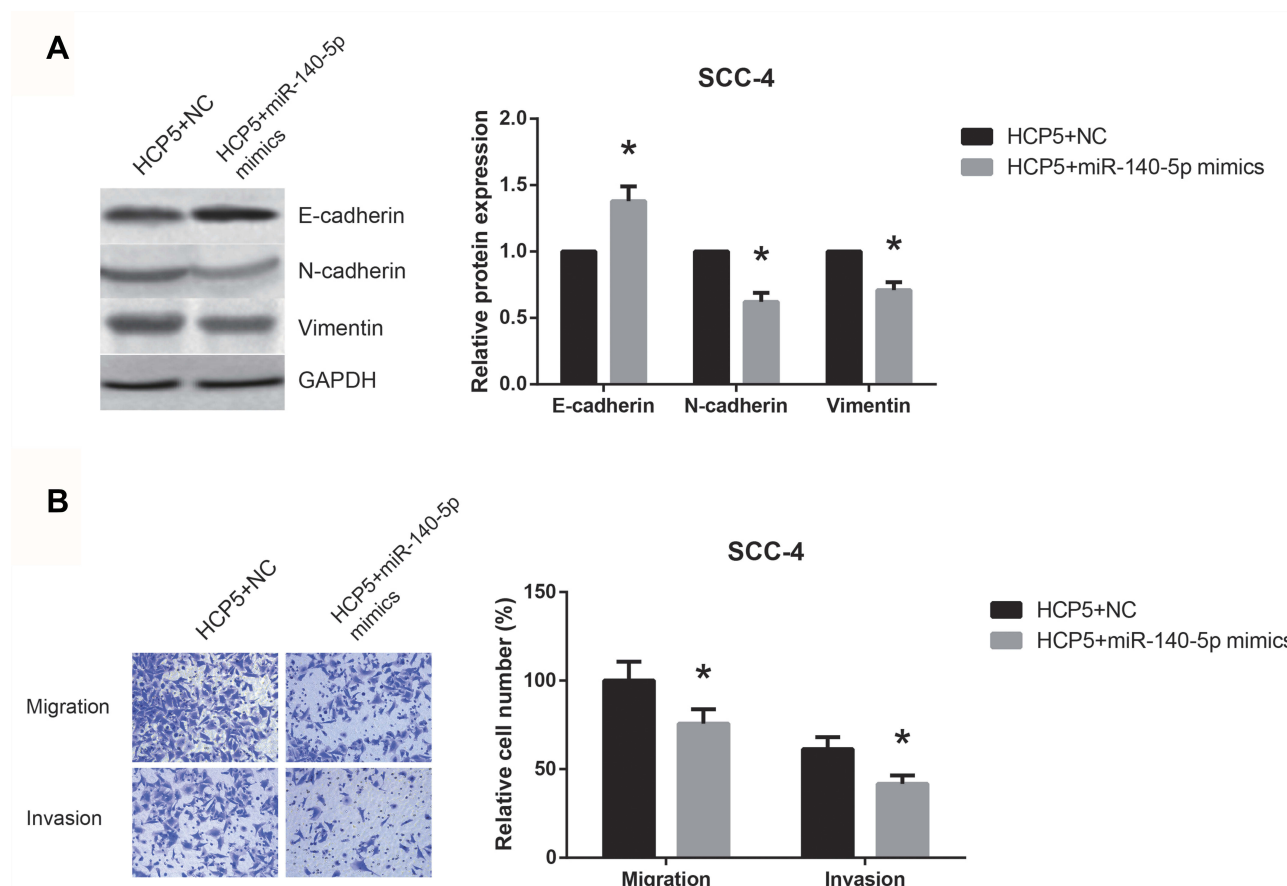 A
HCP5+NC
HCP5+miR-140-5p
mimics
E-cadherin
N-cadherin
Vimentin
GAPDH
SCC-4
Relative protein expression
2.0
1.5
1.0
0.5
0.0
*
*
*
E-cadherin
N-cadherin
Vimentin
HCP5+NC
HCP5+miR-140-5p mimics
B
HCP5+NC
HCP5+miR-140-5p
mimics
Migration
Invasion
SCC-4
Relative cell number (%)
150
100
50
0
*
*
Migration
Invasion
HCP5+NC
HCP5+miR-140-5p mimics